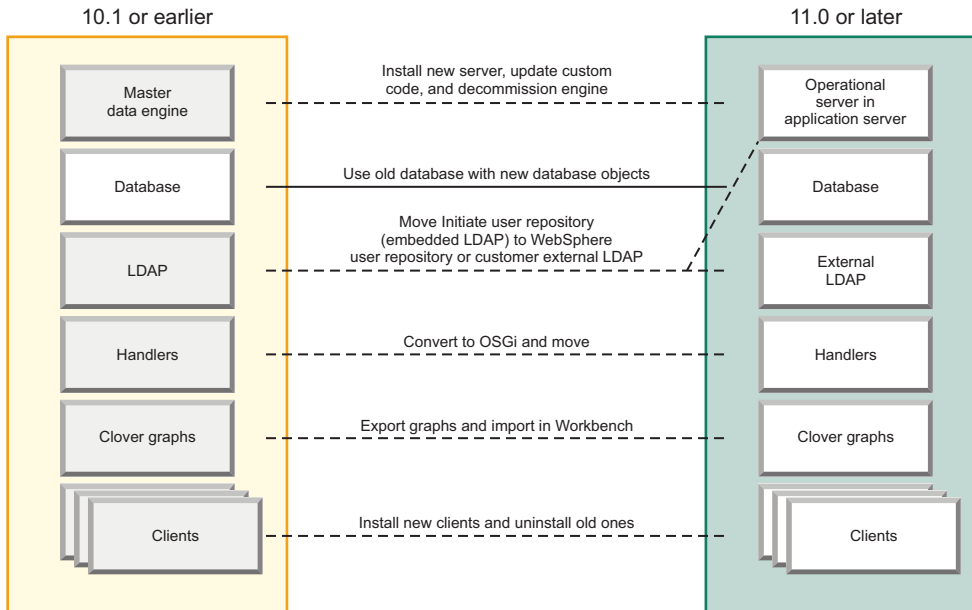 10.1 or earlier
11.0 or later
Master
data engine
Install new server, update custom
code, and decommission engine
Operational
server in
application server
Database
Use old database with new database objects
Database
LDAP
Move Initiate user repository
(embedded LDAP) to WebSphere
user repository or customer external LDAP
External
LDAP
Handlers
Convert to OSGi and move
Handlers
Clover graphs
Export graphs and import in Workbench
Clover graphs
Clients
Install new clients and uninstall old ones
Clients